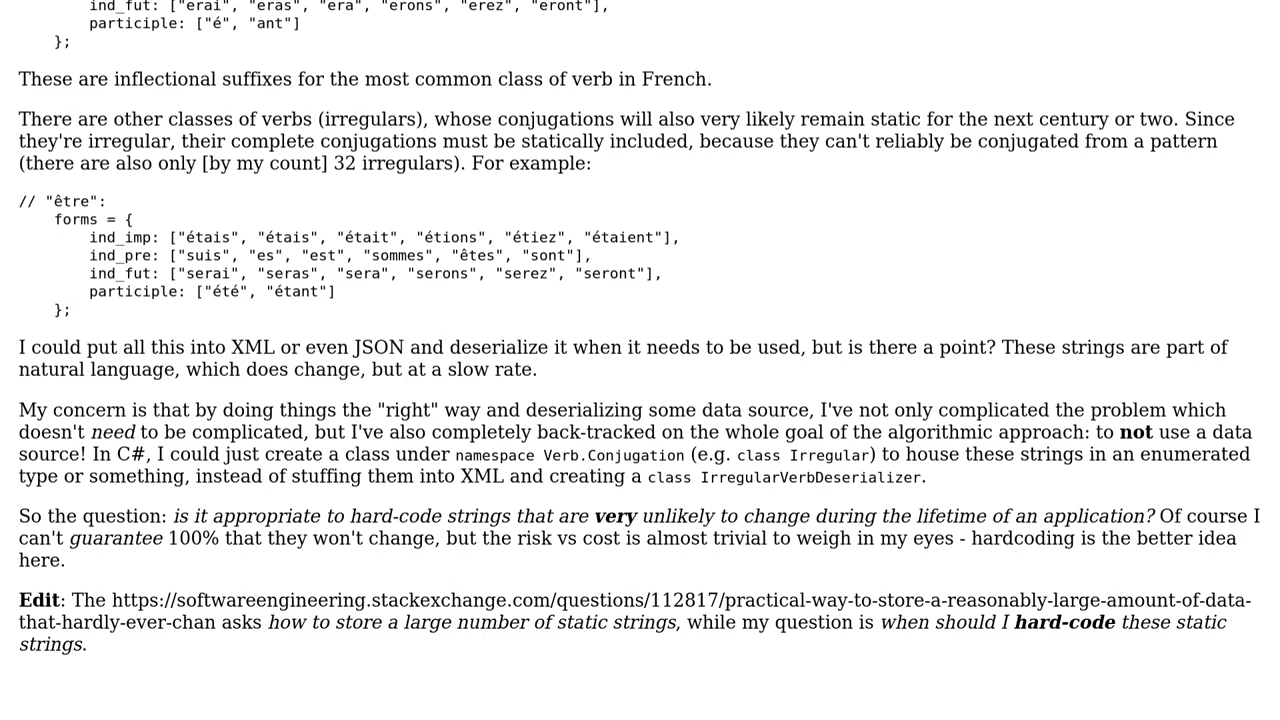 ind_fut: ["erai", "eras", "era", "erons", "erez", "eront"],
participle: ["é", "ant"]
};
These are inflectional suffixes for the most common class of verb in French.
There are other classes of verbs (irregulars), whose conjugations will also very likely remain static for the next century or two. Since
they're irregular, their complete conjugations must be statically included, because they can't reliably be conjugated from a pattern
(there are also only [by my count] 32 irregulars). For example:
// "être":
forms = {
ind_imp: ["étais", "étais", "était", "étions", "étiez", "étaient"],
ind_pre: ["suis", "es", "est", "sommes", "êtes", "sont"],
ind_fut: ["serai", "seras", "sera", "serons", "serez", "seront"],
participle: ["été", "étant"]
};
I could put all this into XML or even JSON and deserialize it when it needs to be used, but is there a point? These strings are part of
natural language, which does change, but at a slow rate.
My concern is that by doing things the "right" way and deserializing some data source, I've not only complicated the problem which
doesn't need to be complicated, but I've also completely back-tracked on the whole goal of the algorithmic approach: to not use a data
source! In C#, I could just create a class under namespace Verb.Conjugation (e.g. class Irregular) to house these strings in an enumerated
type or something, instead of stuffing them into XML and creating a class IrregularVerbDeserializer.
So the question: is it appropriate to hard-code strings that are very unlikely to change during the lifetime of an application? Of course I
can't guarantee 100% that they won't change, but the risk vs cost is almost trivial to weigh in my eyes - hardcoding is the better idea
here.
Edit: The https://softwareengineering.stackexchange.com/questions/112817/practical-way-to-store-a-reasonably-large-amount-of-data-
that-hardly-ever-chan asks how to store a large number of static strings, while my question is when should I hard-code these static
strings.